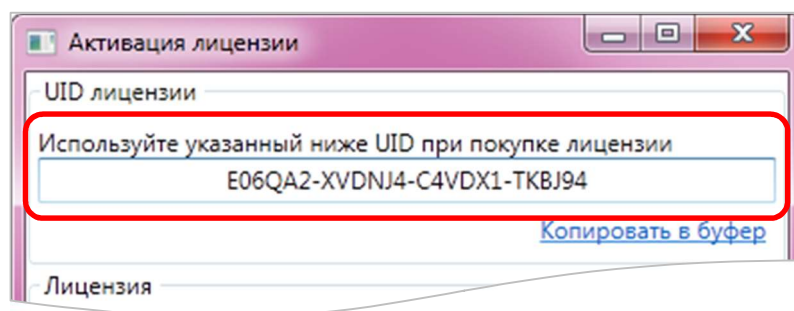 Активация лицензии
UID лицензии
Используйте указанный ниже UID при покупке лицензии
E06QA2-XVDNJ4-C4VDX1-TKBJ94
Копировать в буфер
Лицензия